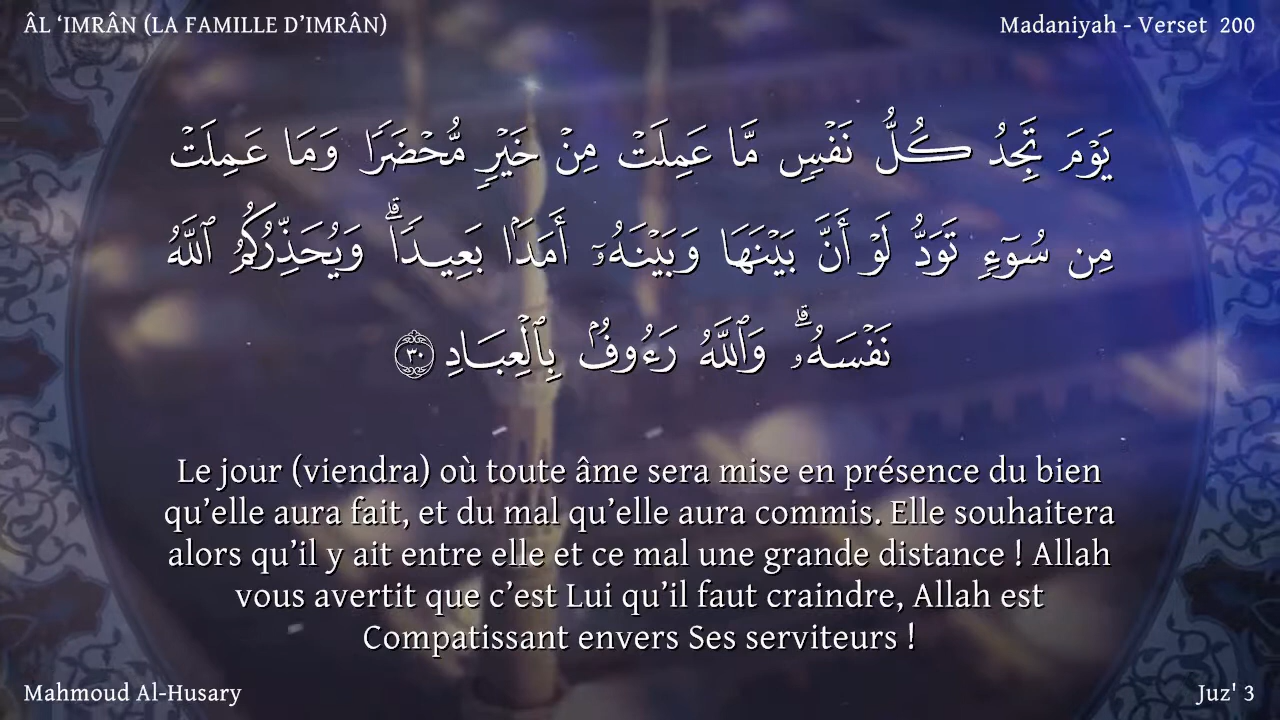 ÂL ‘IMRÂN (LA FAMILLE D’IMRÂN)
Madaniyah - Verset 200
يَوْمَ تَجِدُ كُلُّ نَفْسٍ مَّا عَمِلَتْ مِنْ خَيْرٍ مُّحْضَرًا وَمَا عَمِلَتْ
مِن سُوٓءٍ تَوَدُّ لَوْ أَنَّ بَيْنَهَا وَبَيْنَهُۥٓ أَمَدًۢا بَعِيدًا ۗ وَيُحَذِّرُكُمُ ٱللَّهُ
نَفْسَهُۥ ۗ وَٱللَّهُ رَءُوفٌۢ بِٱلْعِبَادِ ٣٠
Le jour (viendra) où toute âme sera mise en présence du bien
qu’elle aura fait, et du mal qu’elle aura commis. Elle souhaitera
alors qu’il y ait entre elle et ce mal une grande distance ! Allah
vous avertit que c’est Lui qu’il faut craindre, Allah est
Compatissant envers Ses serviteurs !
Mahmoud Al-Husary
Juz' 3